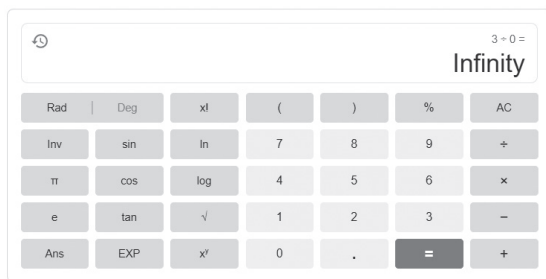 3 ÷ 0 =
Infinity
Rad | Deg x! ( ) % AC
Inv sin ln 7 8 9 ÷
π cos log 4 5 6 ×
e tan √ 1 2 3 −
Ans EXP xʸ 0 . = +